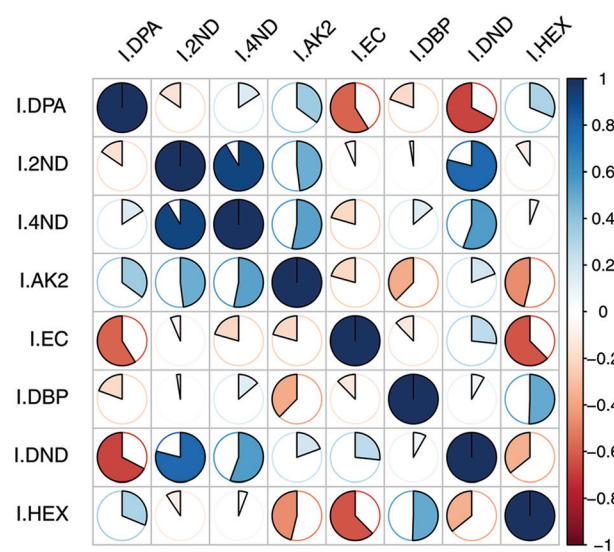 I.DPA I.2ND I.4ND I.AK2 I.EC I.DBP I.DND I.HEX
I.DPA
I.2ND
I.4ND
I.AK2
I.EC
I.DBP
I.DND
I.HEX
1
0.8
0.6
0.4
0.2
0
−0.2
−0.4
−0.6
−0.8
−1